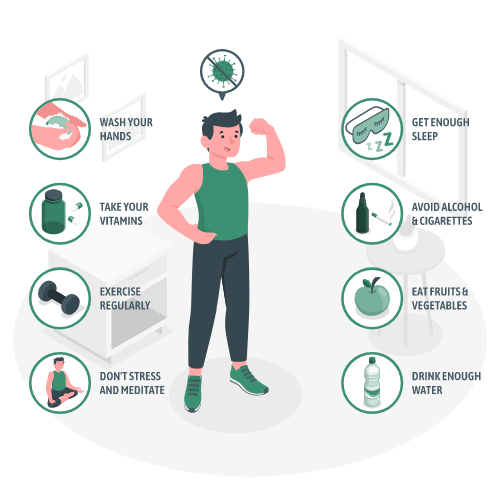 WASH YOUR
HANDS
TAKE YOUR
VITAMINS
EXERCISE
REGULARLY
DON'T STRESS
AND MEDITATE
GET ENOUGH
SLEEP
AVOID ALCOHOL
& CIGARETTES
EAT FRUITS &
VEGETABLES
DRINK ENOUGH
WATER
z Z Z